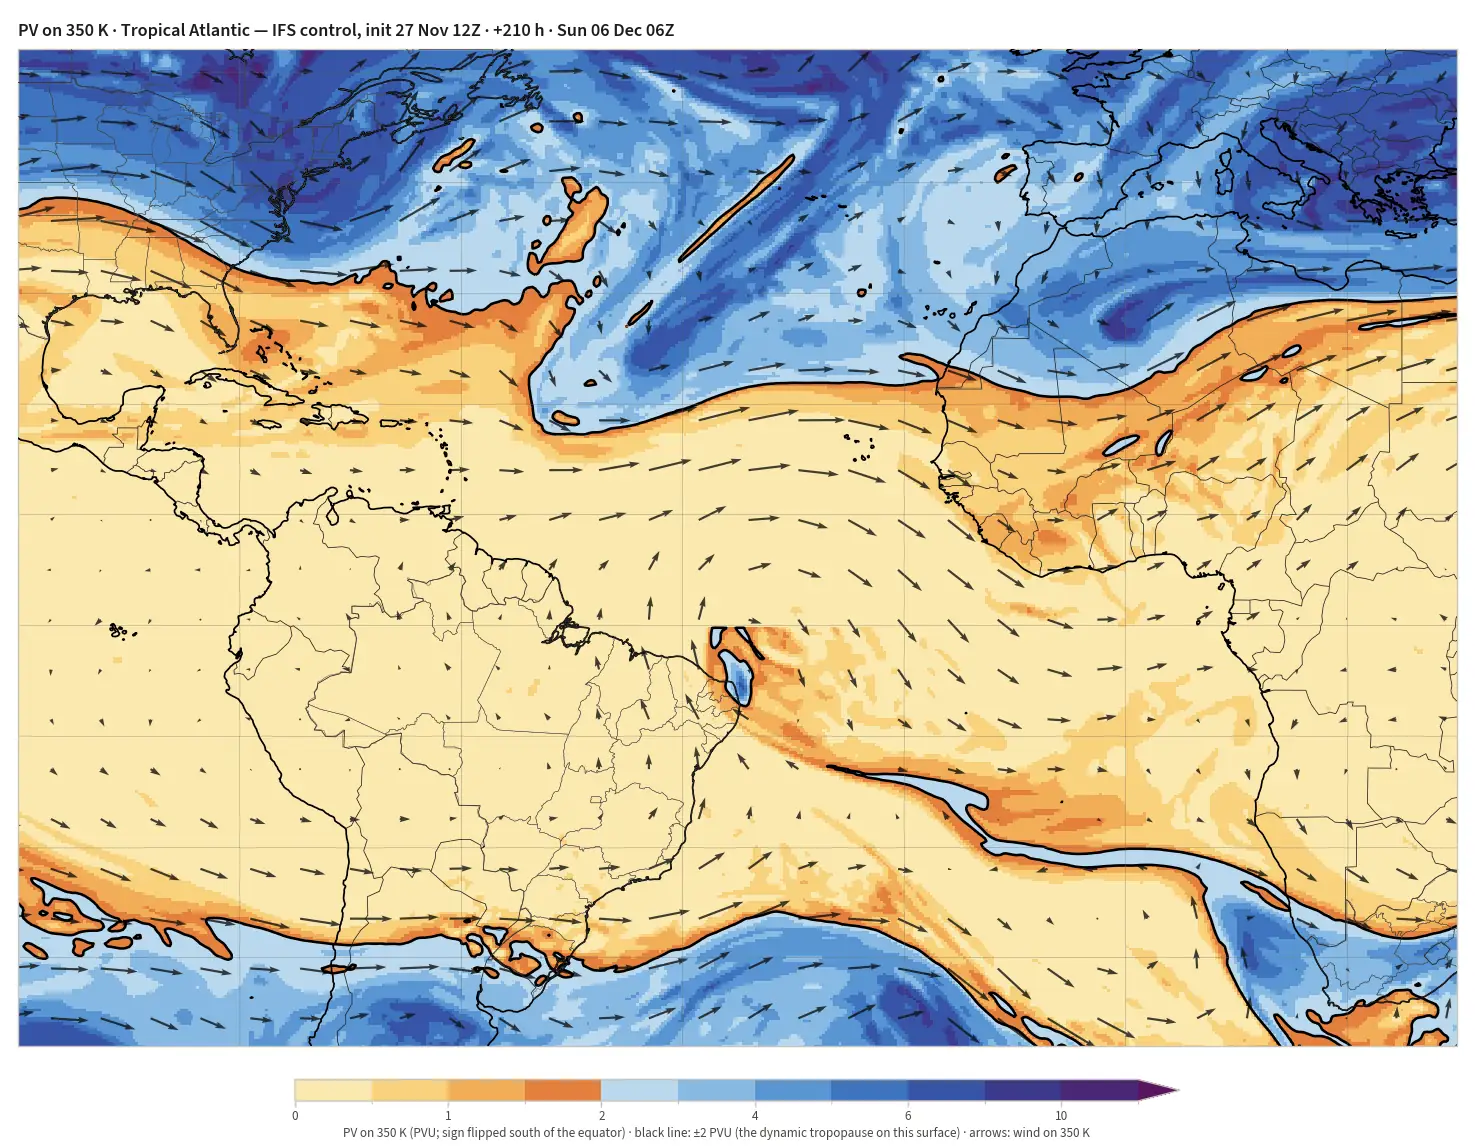 PV on 350 K · Tropical Atlantic — IFS control, init 27 Nov 12Z · +210 h · Sun 06 Dec 06Z
0 1 2 4 6 10
PV on 350 K (PVU; sign flipped south of the equator) · black line: ±2 PVU (the dynamic tropopause on this surface) · arrows: wind on 350 K